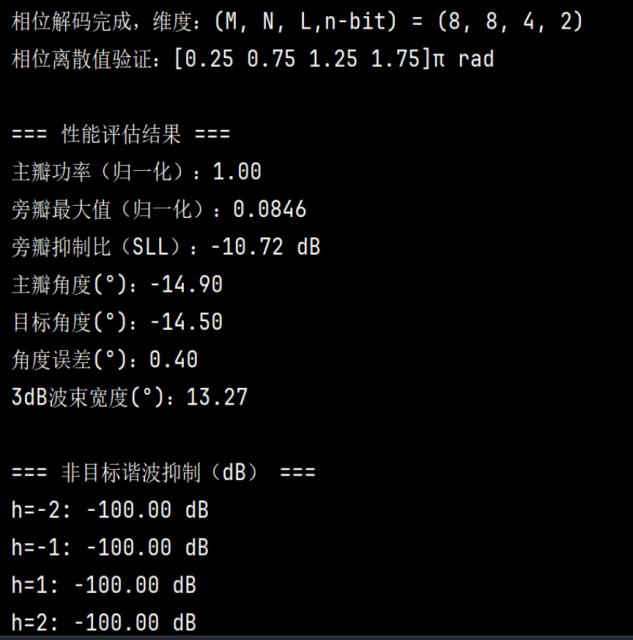 相位解码完成，维度：(M, N, L,n-bit) = (8, 8, 4, 2)
相位离散值验证：[0.25 0.75 1.25 1.75]π rad
=== 性能评估结果 ===
主瓣功率（归一化）：1.00
旁瓣最大值（归一化）：0.0846
旁瓣抑制比（SLL）：-10.72 dB
主瓣角度(°)：-14.90
目标角度(°)：-14.50
角度误差(°)：0.40
3dB波束宽度(°)：13.27
=== 非目标谐波抑制（dB） ===
h=-2: -100.00 dB
h=-1: -100.00 dB
h=1: -100.00 dB
h=2: -100.00 dB